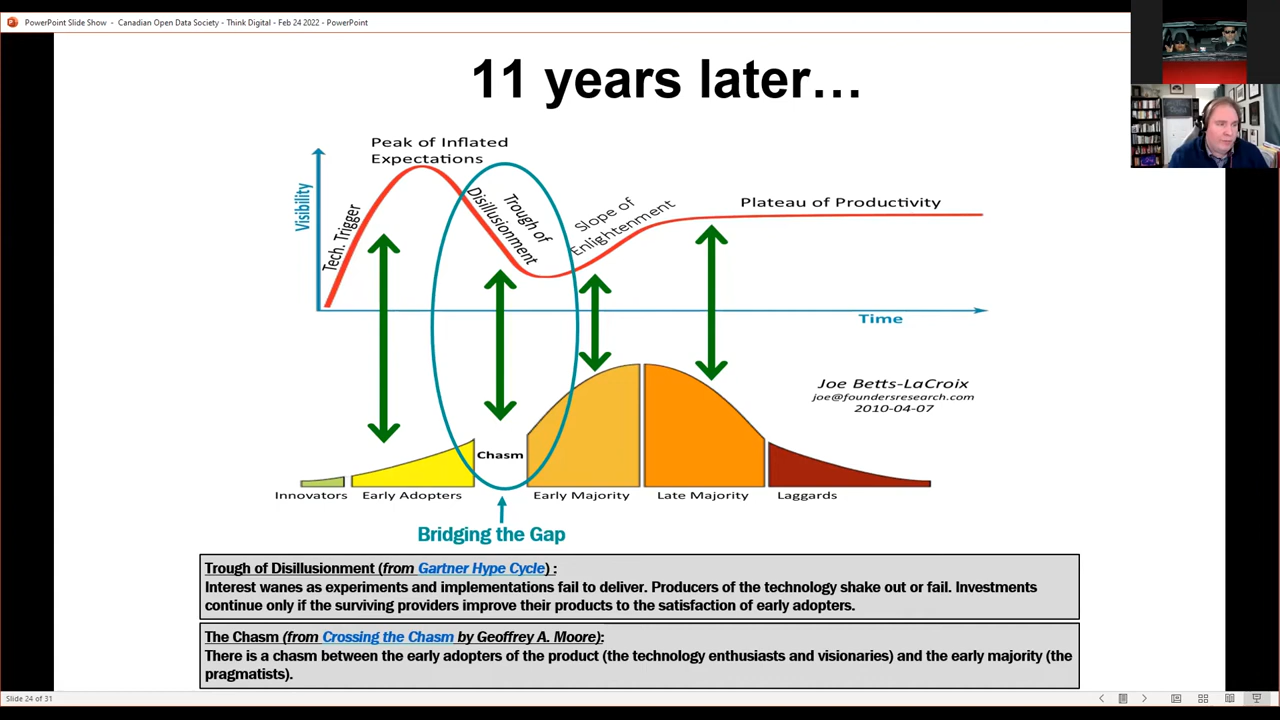 PowerPoint Slide Show - Canadian Open Data Society - Think Digital - Feb 24 2022 - PowerPoint
11 years later…
Peak of Inflated
Expectations
Visibility
Tech. Trigger
Trough of
Disillusionment
Slope of
Enlightenment
Plateau of Productivity
Time
Joe Betts-LaCroix
joe@foundersresearch.com
2010-04-07
Chasm
Innovators
Early Adopters
Early Majority
Late Majority
Laggards
Bridging the Gap
Trough of Disillusionment (from Gartner Hype Cycle) :
Interest wanes as experiments and implementations fail to deliver. Producers of the technology shake out or fail. Investments
continue only if the surviving providers improve their products to the satisfaction of early adopters.
The Chasm (from Crossing the Chasm by Geoffrey A. Moore):
There is a chasm between the early adopters of the product (the technology enthusiasts and visionaries) and the early majority (the
pragmatists).
Slide 24 of 31